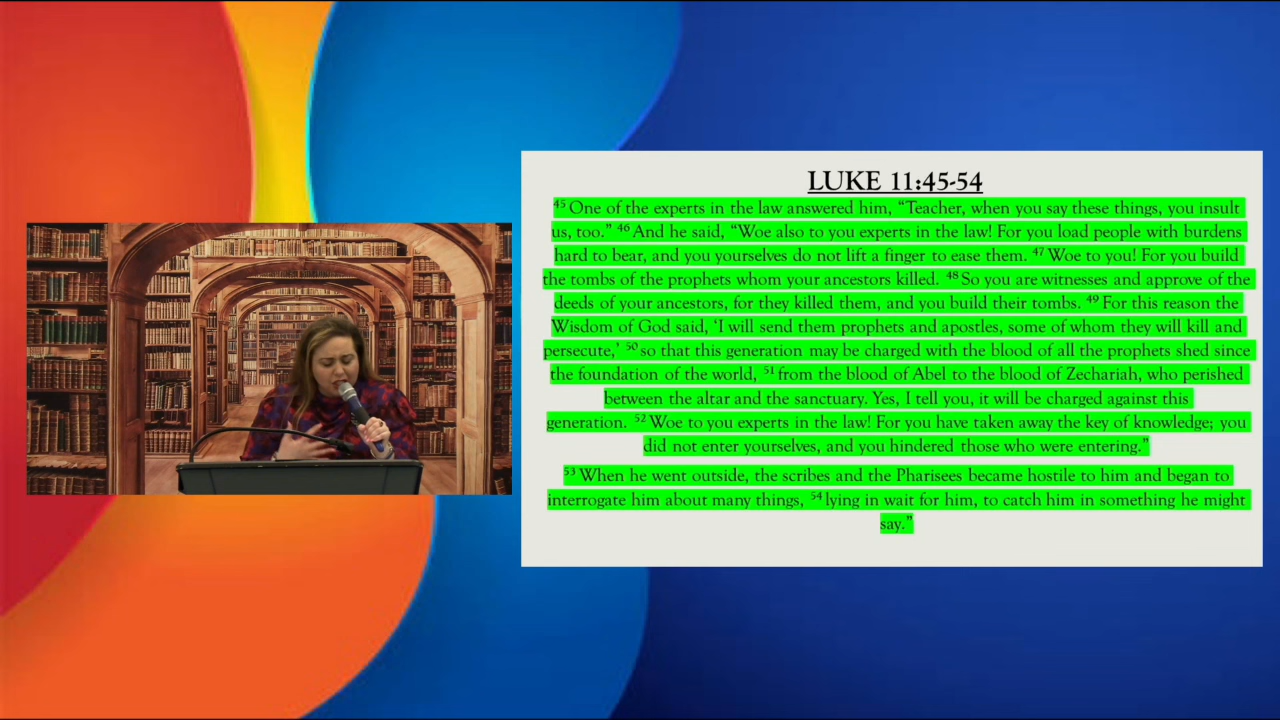 LUKE 11:45-54
⁴⁵ One of the experts in the law answered him, “Teacher, when you say these things, you insult
us, too.” ⁴⁶ And he said, “Woe also to you experts in the law! For you load people with burdens
hard to bear, and you yourselves do not lift a finger to ease them. ⁴⁷ Woe to you! For you build
the tombs of the prophets whom your ancestors killed. ⁴⁸ So you are witnesses and approve of the
deeds of your ancestors, for they killed them, and you build their tombs. ⁴⁹ For this reason the
Wisdom of God said, ‘I will send them prophets and apostles, some of whom they will kill and
persecute,’ ⁵⁰ so that this generation may be charged with the blood of all the prophets shed since
the foundation of the world, ⁵¹ from the blood of Abel to the blood of Zechariah, who perished
between the altar and the sanctuary. Yes, I tell you, it will be charged against this
generation. ⁵² Woe to you experts in the law! For you have taken away the key of knowledge; you
did not enter yourselves, and you hindered those who were entering.”
⁵³ When he went outside, the scribes and the Pharisees became hostile to him and began to
interrogate him about many things, ⁵⁴ lying in wait for him, to catch him in something he might
say.”